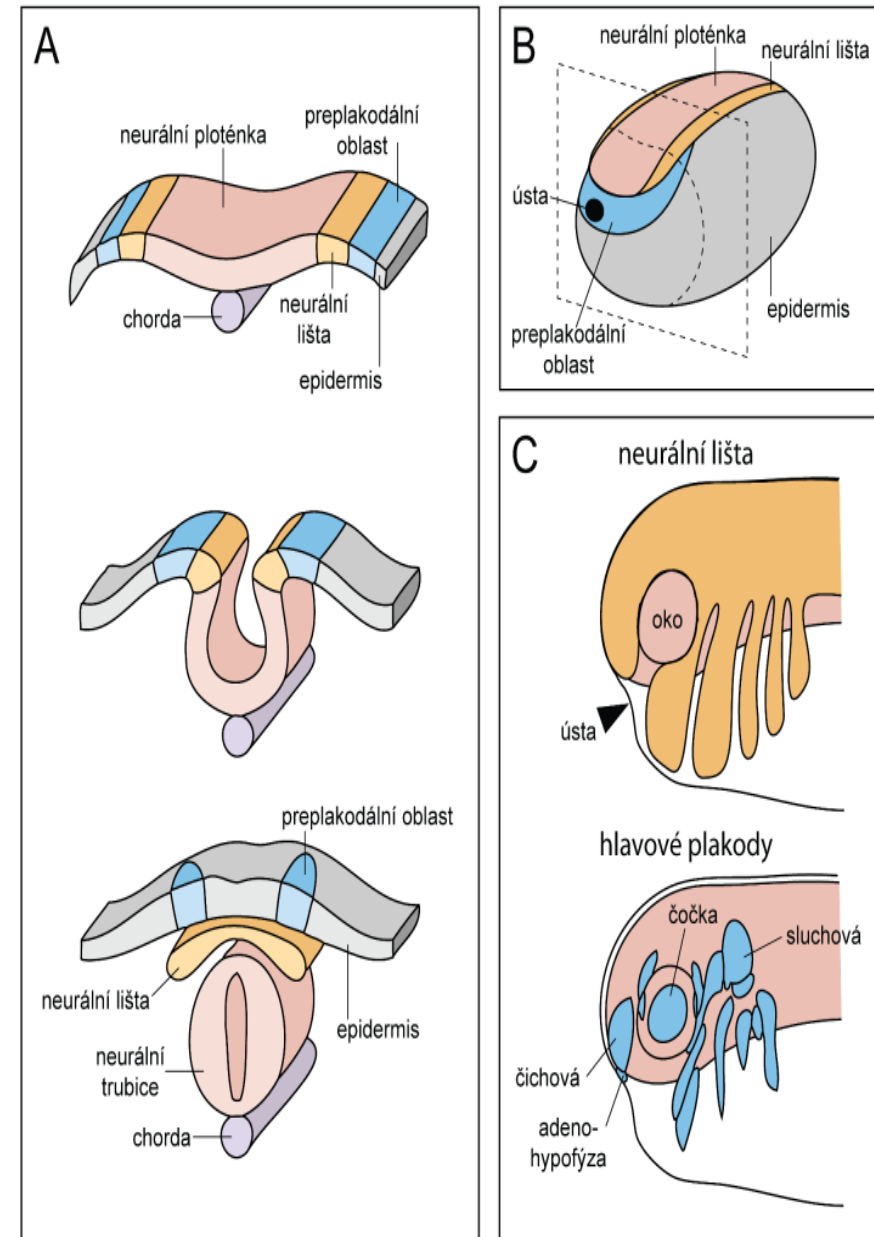 A
neurální ploténka
preplakodální
oblast
chorda
neurální
lišta
epidermis
preplakodální oblast
neurální lišta
epidermis
neurální
trubice
chorda
B
neurální ploténka
neurální lišta
ústa
epidermis
preplakodální
oblast
C
neurální lišta
oko
ústa
hlavové plakody
čočka
sluchová
čichová
adeno-
hypofýza